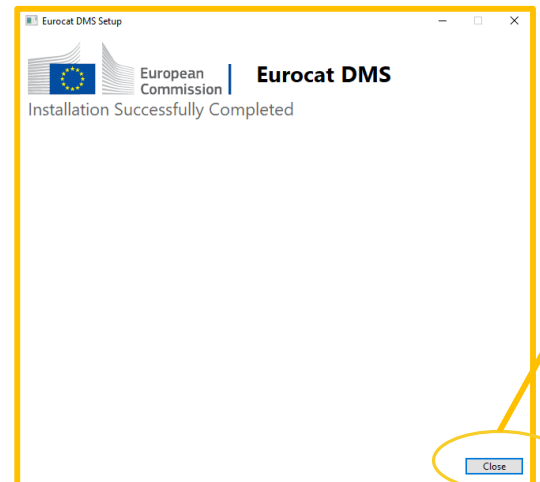 Eurocat DMS Setup
European
Commission
Eurocat DMS
Installation Successfully Completed
Close